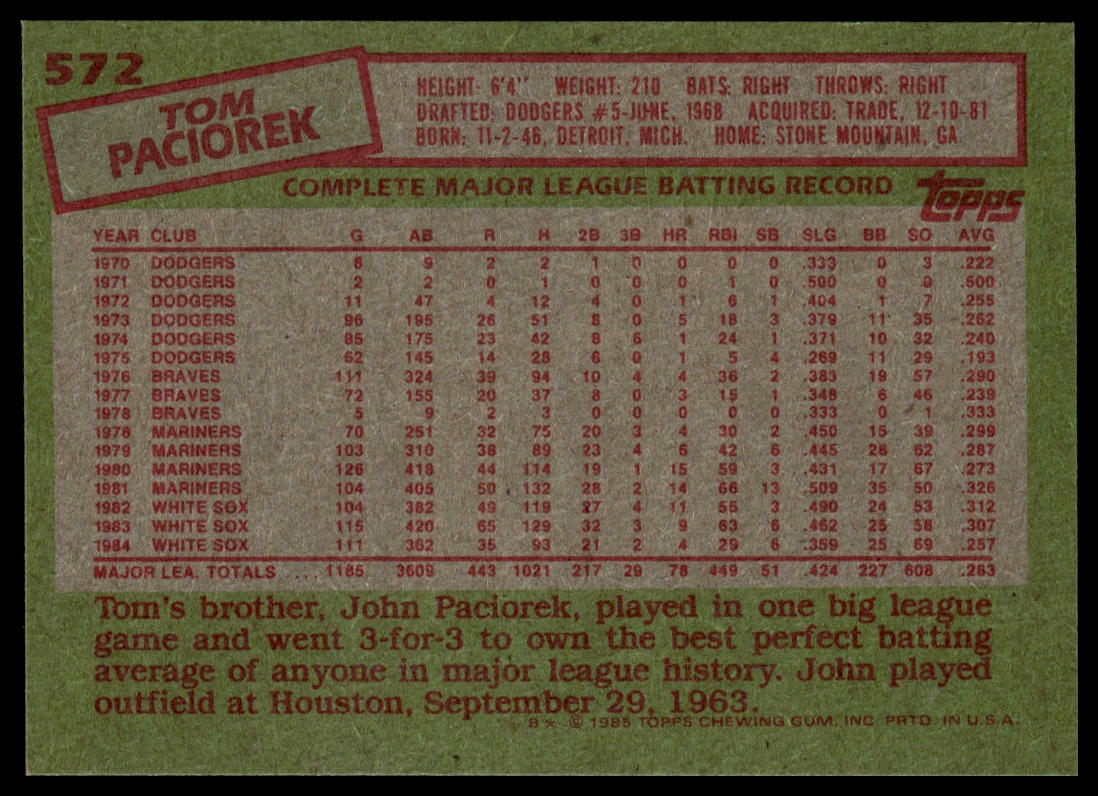 572
TOM
PACIOREK
HEIGHT: 6'4" WEIGHT: 210 BATS: RIGHT THROWS: RIGHT
DRAFTED: DODGERS #5-JUNE, 1968 ACQUIRED: TRADE, 12-10-81
BORN: 11-2-46, DETROIT, MICH. HOME: STONE MOUNTAIN, GA.
COMPLETE MAJOR LEAGUE BATTING RECORD
Topps
YEAR CLUB G AB R H 2B 3B HR RBI SB SLG BB SO AVG
1970 DODGERS 8 9 2 2 1 0 0 0 0 .333 0 3 .222
1971 DODGERS 2 2 0 1 0 0 0 1 0 .500 0 0 .500
1972 DODGERS 11 47 4 12 4 0 1 6 1 .404 1 7 .255
1973 DODGERS 96 195 26 51 8 0 5 18 3 .379 11 35 .262
1974 DODGERS 85 175 23 42 8 6 1 24 1 .371 10 32 .240
1975 DODGERS 62 145 14 28 8 0 1 5 4 .269 11 29 .193
1976 BRAVES 111 324 39 94 10 4 4 36 2 .383 19 57 .290
1977 BRAVES 72 155 20 37 8 0 3 15 1 .348 6 46 .239
1978 BRAVES 5 9 2 3 0 0 0 0 0 .333 0 1 .333
1978 MARINERS 70 251 32 75 20 3 4 30 2 .450 15 39 .299
1979 MARINERS 103 310 38 89 23 4 6 42 6 .445 28 62 .287
1980 MARINERS 126 418 44 114 19 1 15 59 3 .431 17 67 .273
1981 MARINERS 104 405 50 132 28 2 14 66 13 .509 35 50 .326
1982 WHITE SOX 104 382 49 119 27 4 11 55 3 .490 24 53 .312
1983 WHITE SOX 115 420 65 129 32 3 9 63 6 .462 25 58 .307
1984 WHITE SOX 111 362 35 93 21 2 4 29 6 .359 25 69 .257
MAJOR LEA. TOTALS .... 1185 3609 443 1021 217 29 78 449 51 .424 227 608 .283
Tom's brother, John Paciorek, played in one big league
game and went 3-for-3 to own the best perfect batting
average of anyone in major league history. John played
outfield at Houston, September 29, 1963.
B* © 1985 TOPPS CHEWING GUM, INC. PRTD. IN U.S.A.